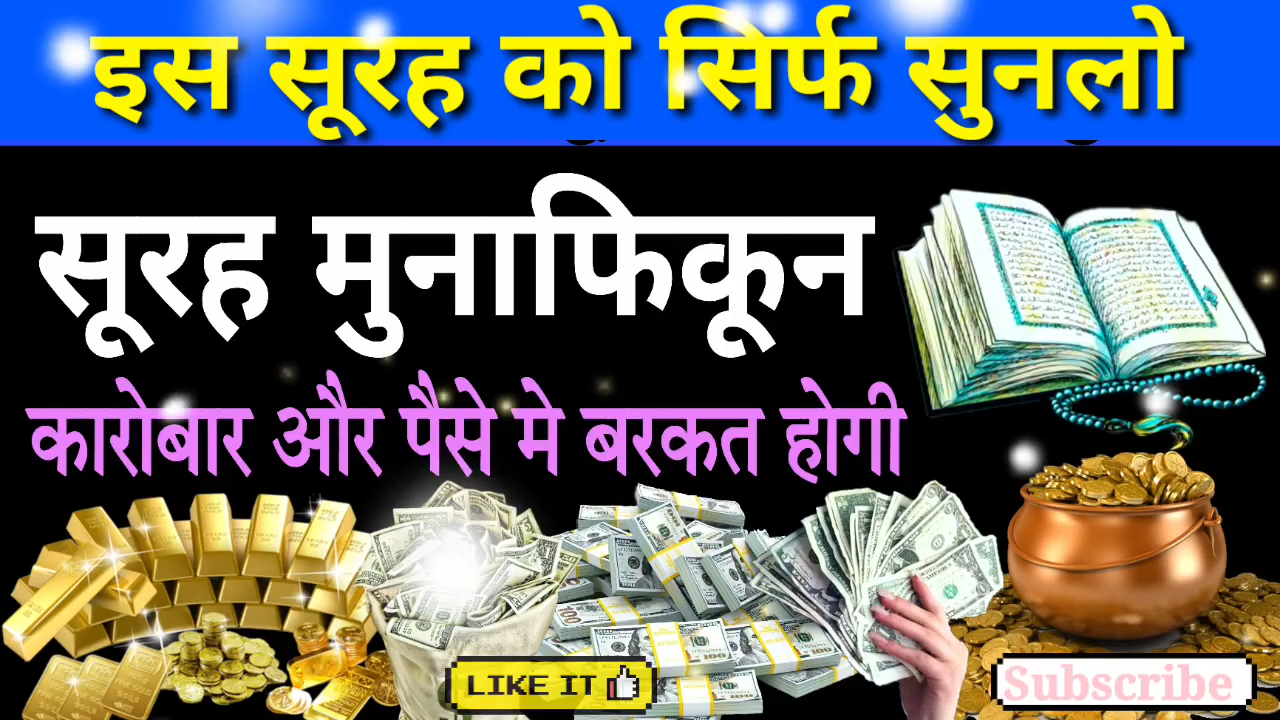 इस सूरह को सिर्फ सुनलो
सूरह मुनाफिकून
कारोबार और पैसे मे बरकत होगी
LIKE IT
Subscribe